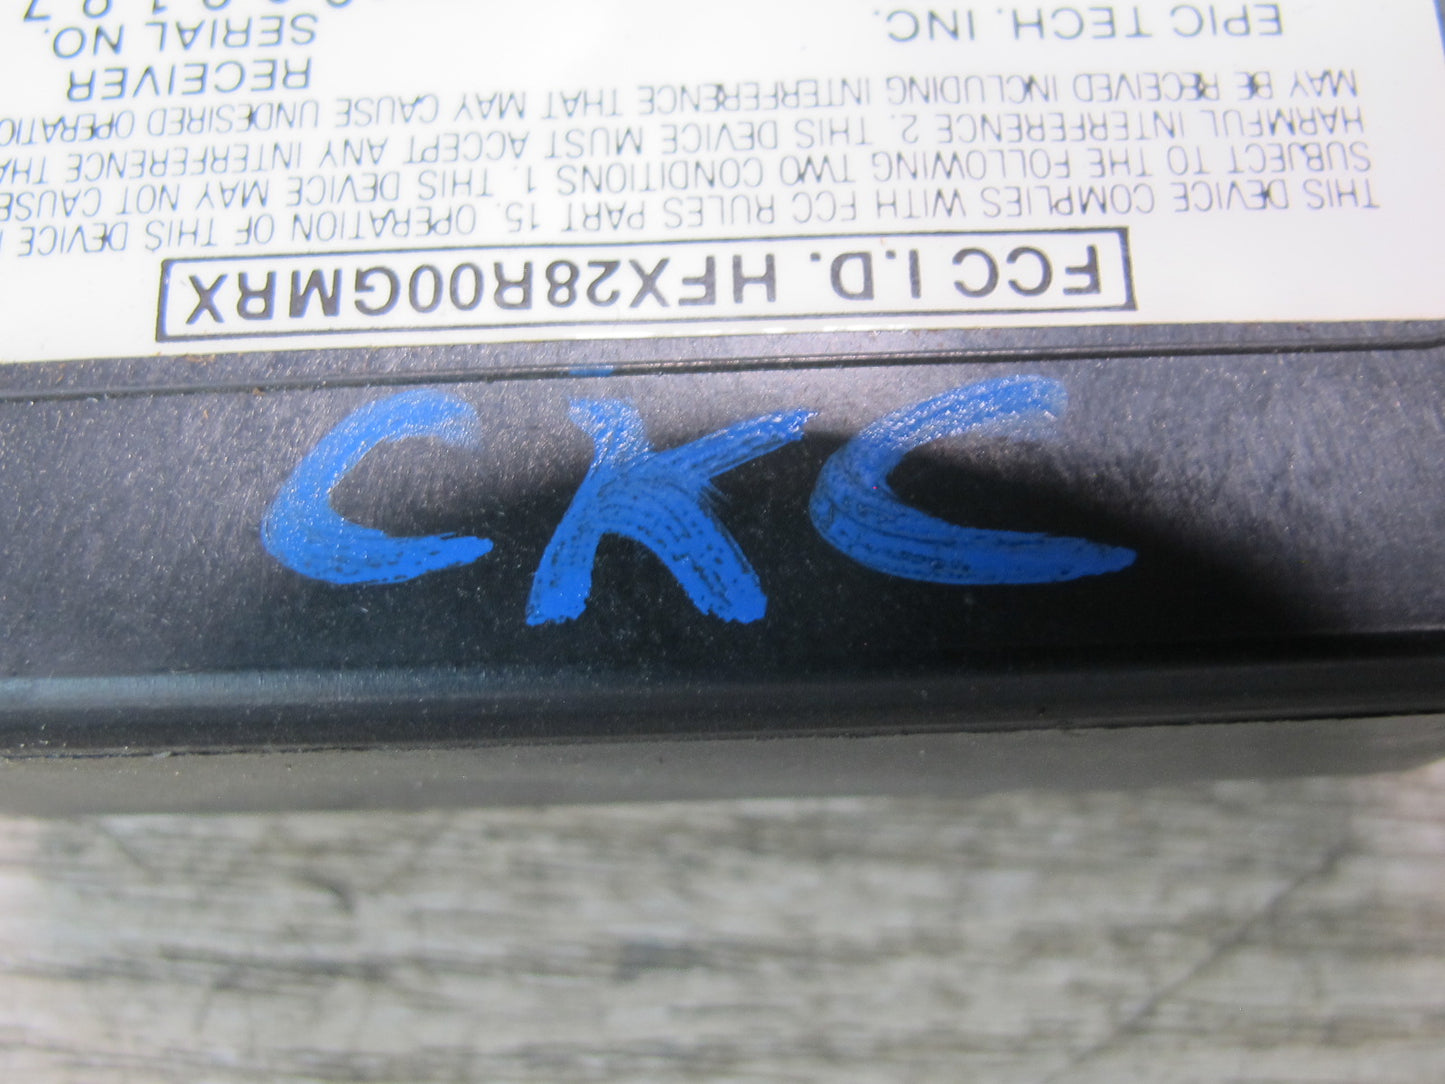 FCC I.D. HFX28R00GMRX
THIS DEVICE COMPLIES WITH FCC RULES PART 15. OPERATION OF THIS DEVICE
SUBJECT TO THE FOLLOWING TWO CONDITIONS 1. THIS DEVICE MAY NOT CAUSE
HARMFUL INTERFERENCE 2. THIS DEVICE MUST ACCEPT ANY INTERFERENCE
MAY BE RECEIVED INCLUDING INTERFERENCE THAT MAY CAUSE UNDESIRED
EPIC TECH. INC.
RECEIVER
SERIAL NO.
CKC